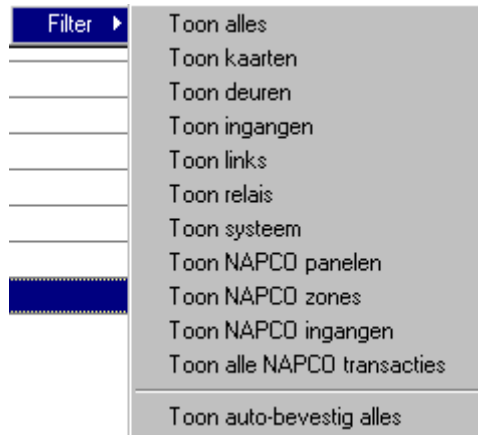 Filter
Toon alles
Toon kaarten
Toon deuren
Toon ingangen
Toon links
Toon relais
Toon systeem
Toon NAPCO panelen
Toon NAPCO zones
Toon NAPCO ingangen
Toon alle NAPCO transacties
Toon auto-bevestig alles